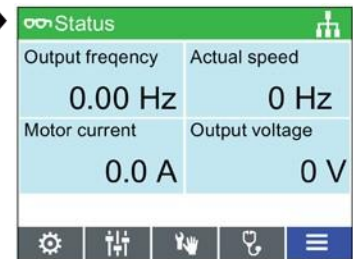 Status
Output freqency
Actual speed
0.00 Hz
0 Hz
Motor current
Output voltage
0.0 A
0 V